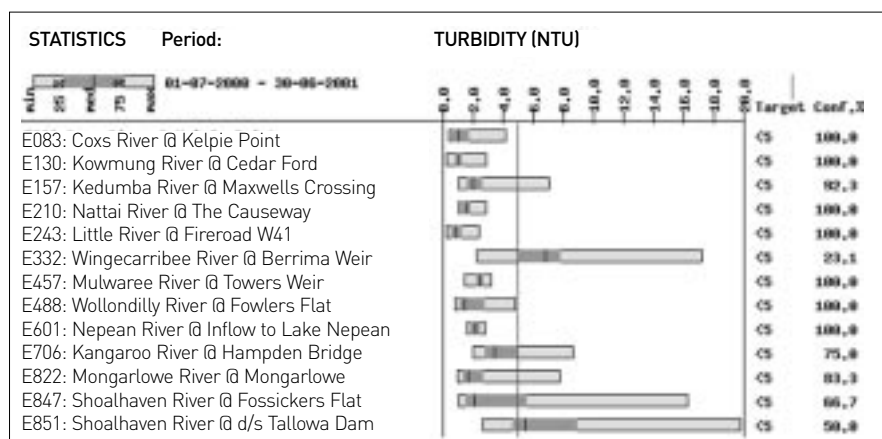 STATISTICS Period: TURBIDITY (NTU)
01-07-2000 - 30-06-2001
min 25 med 75 max
0.0 2.0 4.0 6.0 8.0 10.0 12.0 14.0 16.0 18.0 20.0 Target Conf.%
E083: Coxs River @ Kelpie Point <5 100.0
E130: Kowmung River @ Cedar Ford <5 100.0
E157: Kedumba River @ Maxwells Crossing <5 92.3
E210: Nattai River @ The Causeway <5 100.0
E243: Little River @ Fireroad W41 <5 100.0
E332: Wingecarribee River @ Berrima Weir <5 23.1
E457: Mulwaree River @ Towers Weir <5 100.0
E488: Wollondilly River @ Fowlers Flat <5 100.0
E601: Nepean River @ Inflow to Lake Nepean <5 100.0
E706: Kangaroo River @ Hampden Bridge <5 75.0
E822: Mongarlowe River @ Mongarlowe <5 83.3
E847: Shoalhaven River @ Fossickers Flat <5 66.7
E851: Shoalhaven River @ d/s Tallowa Dam <5 50.0